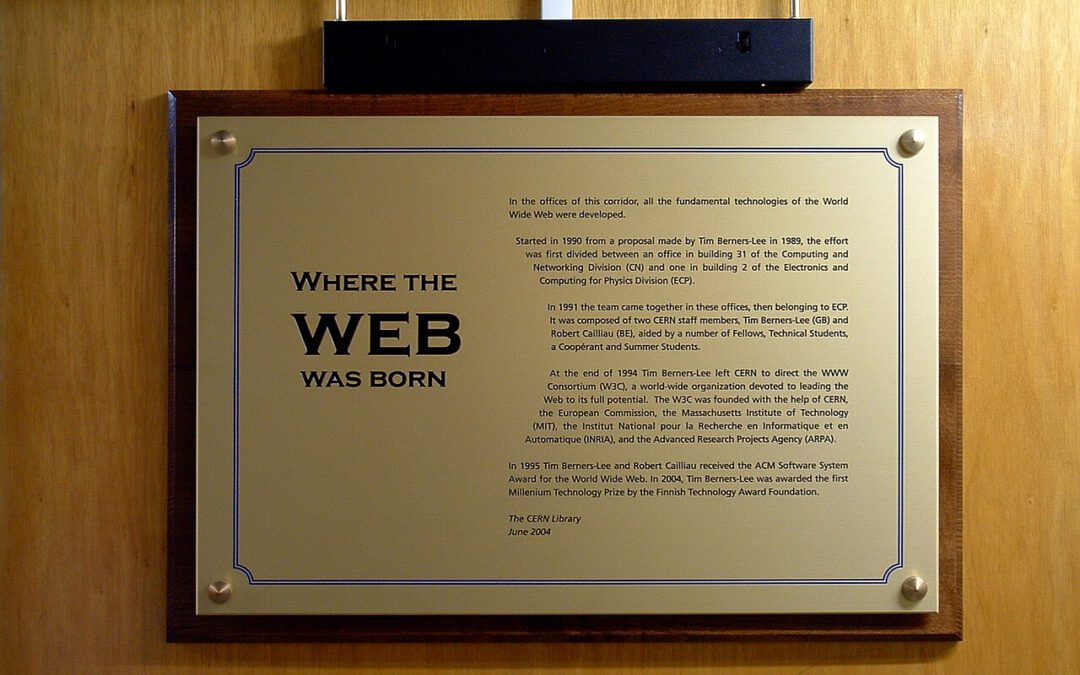 WHERE THE
WEB
WAS BORN
In the offices of this corridor, all the fundamental technologies of the World
Wide Web were developed.
Started in 1990 from a proposal made by Tim Berners-Lee in 1989, the effort
was first divided between an office in building 31 of the Computing and
Networking Division (CN) and one in building 2 of the Electronics and
Computing for Physics Division (ECP).
In 1991 the team came together in these offices, then belonging to ECP.
It was composed of two CERN staff members, Tim Berners-Lee (GB) and
Robert Cailliau (BE), aided by a number of Fellows, Technical Students,
a Coopérant and Summer Students.
At the end of 1994 Tim Berners-Lee left CERN to direct the WWW
Consortium (W3C), a world-wide organization devoted to leading the
Web to its full potential. The W3C was founded with the help of CERN,
the European Commission, the Massachusetts Institute of Technology
(MIT), the Institut National pour la Recherche en Informatique et en
Automatique (INRIA), and the Advanced Research Projects Agency (ARPA).
In 1995 Tim Berners-Lee and Robert Cailliau received the ACM Software System
Award for the World Wide Web. In 2004, Tim Berners-Lee was awarded the first
Millenium Technology Prize by the Finnish Technology Award Foundation.
The CERN Library
June 2004